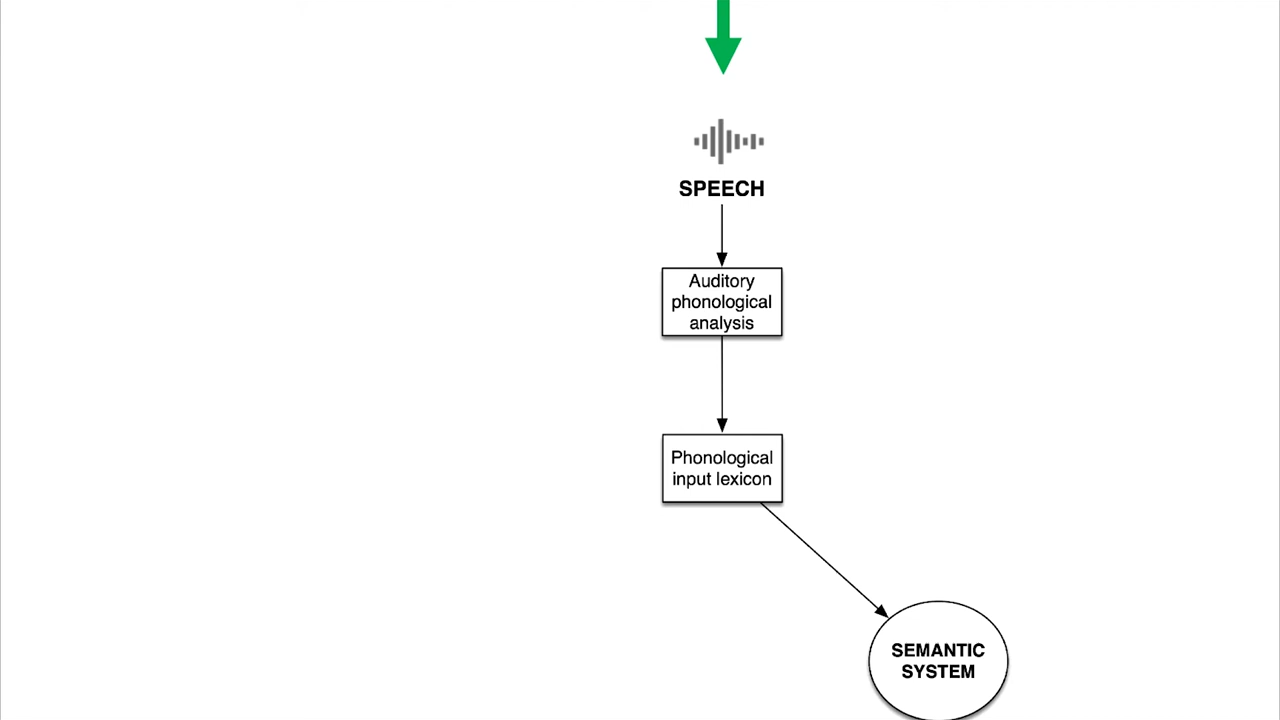 SPEECH
Auditory
phonological
analysis
Phonological
input lexicon
SEMANTIC
SYSTEM